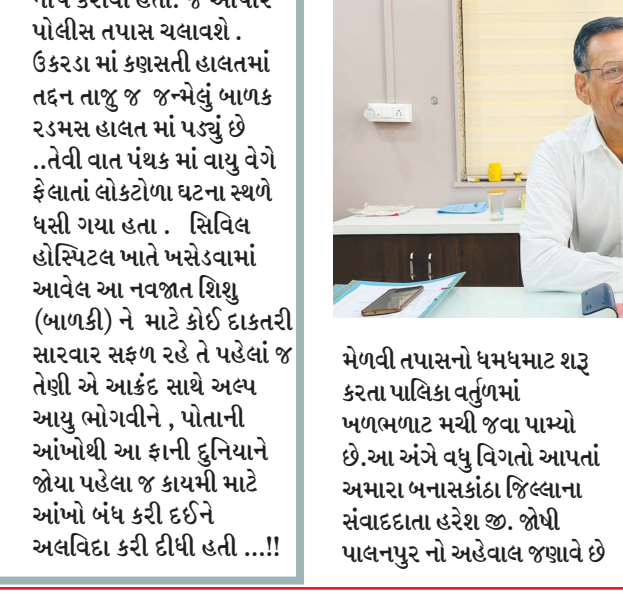 નોંધ કરાવી હતી. જે આધારે
પોલીસ તપાસ ચલાવશે .
ઉકરડા માં કણસતી હાલતમાં
તદ્દન તાજુ જ જન્મેલું બાળક
રડમસ હાલત માં પડ્યું છે
..તેવી વાત પંથક માં વાયુ વેગે
ફેલાતાં લોકટોળા ઘટના સ્થળે
ધસી ગયા હતા . સિવિલ
હોસ્પિટલ ખાતે ખસેડવામાં
આવેલ આ નવજાત શિશુ
(બાળકી) ને માટે કોઈ દાકતરી
સારવાર સફળ રહે તે પહેલાં જ
તેણી એ આક્રંદ સાથે અલ્પ
આયુ ભોગવીને , પોતાની
આંખોથી આ ફાની દુનિયાને
જોયા પહેલા જ કાયમી માટે
આંખો બંધ કરી દઈને
અલવિદા કરી દીધી હતી ...!!
મેળવી તપાસનો ધમધમાટ શરૂ
કરતા પાલિકા વર્તુળમાં
ખળભળાટ મચી જવા પામ્યો
છે.આ અંગે વધુ વિગતો આપતાં
અમારા બનાસકાંઠા જિલ્લાના
સંવાદદાતા હરેશ જી. જોષી
પાલનપુર નો અહેવાલ જણાવે છે